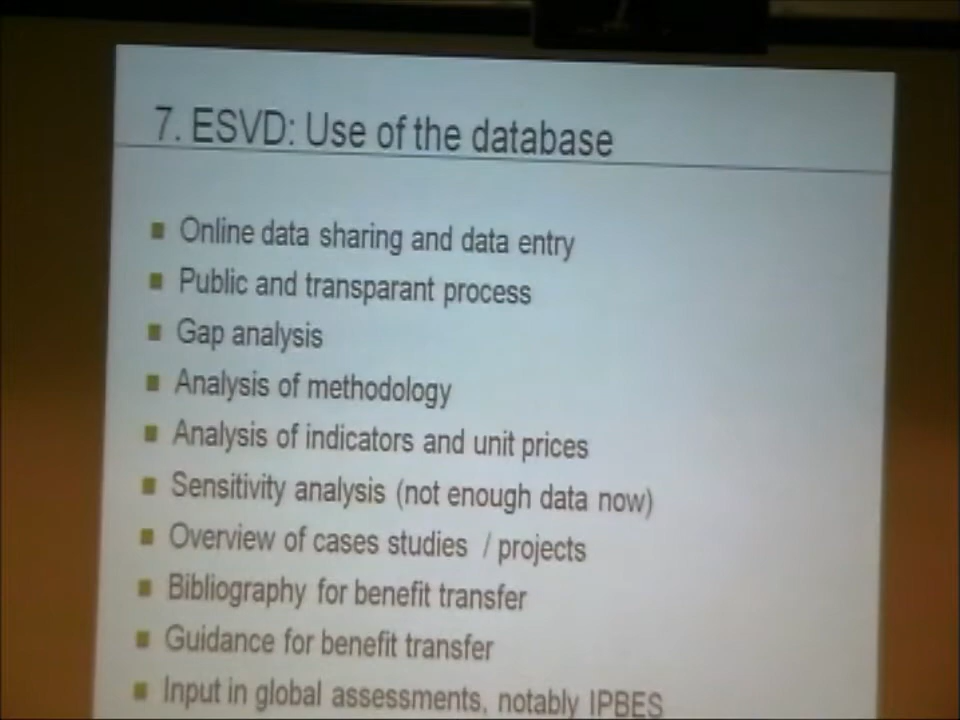 7. ESVD: Use of the database
Online data sharing and data entry
Public and transparant process
Gap analysis
Analysis of methodology
Analysis of indicators and unit prices
Sensitivity analysis (not enough data now)
Overview of cases studies / projects
Bibliography for benefit transfer
Guidance for benefit transfer
Input in global assessments, notably IPBES